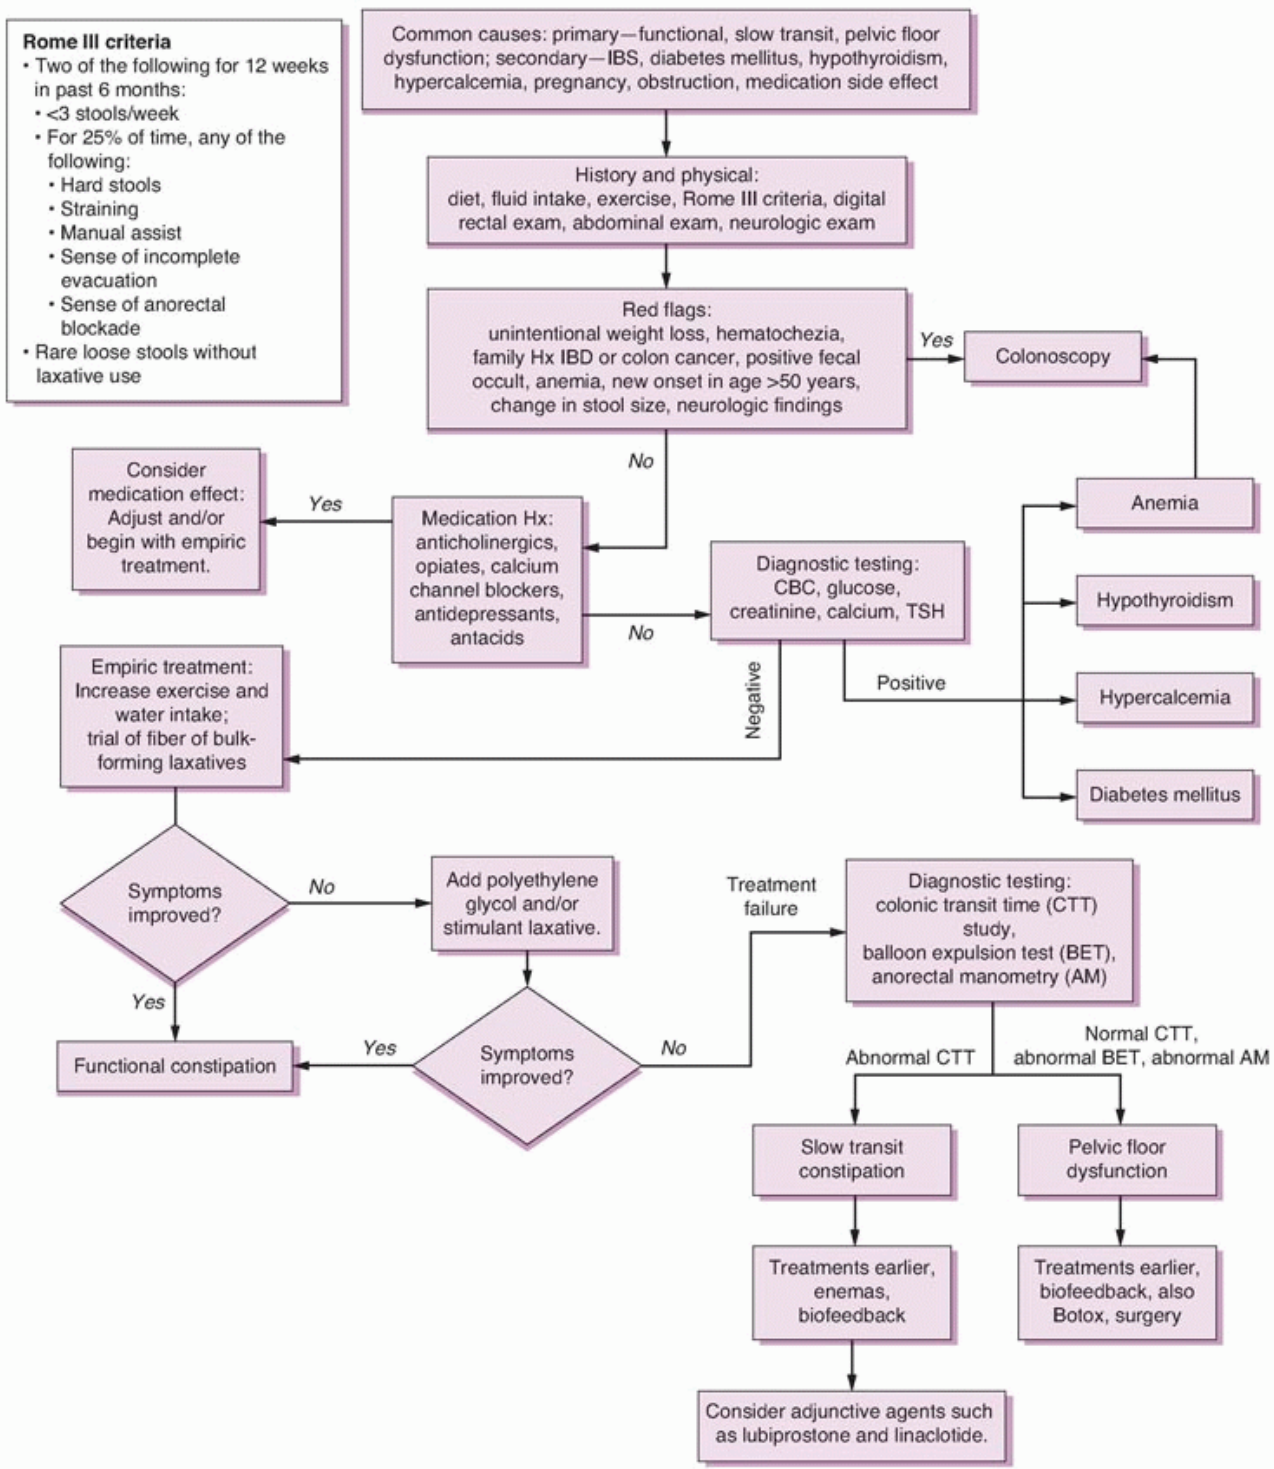 Rome III criteria
• Two of the following for 12 weeks
in past 6 months:
• <3 stools/week
• For 25% of time, any of the
following:
• Hard stools
• Straining
• Manual assist
• Sense of incomplete
evacuation
• Sense of anorectal
blockade
• Rare loose stools without
laxative use
Common causes: primary—functional, slow transit, pelvic floor
dysfunction; secondary—IBS, diabetes mellitus, hypothyroidism,
hypercalcemia, pregnancy, obstruction, medication side effect
History and physical:
diet, fluid intake, exercise, Rome III criteria, digital
rectal exam, abdominal exam, neurologic exam
Red flags:
unintentional weight loss, hematochezia,
family Hx IBD or colon cancer, positive fecal
occult, anemia, new onset in age >50 years,
change in stool size, neurologic findings
Yes
Colonoscopy
No
Consider
medication effect:
Adjust and/or
begin with empiric
treatment.
Yes
Medication Hx:
anticholinergics,
opiates, calcium
channel blockers,
antidepressants,
antacids
No
Diagnostic testing:
CBC, glucose,
creatinine, calcium, TSH
Anemia
Hypothyroidism
Hypercalcemia
Diabetes mellitus
Positive
Negative
Empiric treatment:
Increase exercise and
water intake;
trial of fiber of bulk-
forming laxatives
Symptoms
improved?
No
Yes
Add polyethylene
glycol and/or
stimulant laxative.
Functional constipation
Yes
Symptoms
improved?
No
Treatment
failure
Diagnostic testing:
colonic transit time (CTT)
study,
balloon expulsion test (BET),
anorectal manometry (AM)
Abnormal CTT
Normal CTT,
abnormal BET, abnormal AM
Slow transit
constipation
Pelvic floor
dysfunction
Treatments earlier,
enemas,
biofeedback
Treatments earlier,
biofeedback, also
Botox, surgery
Consider adjunctive agents such
as lubiprostone and linaclotide.